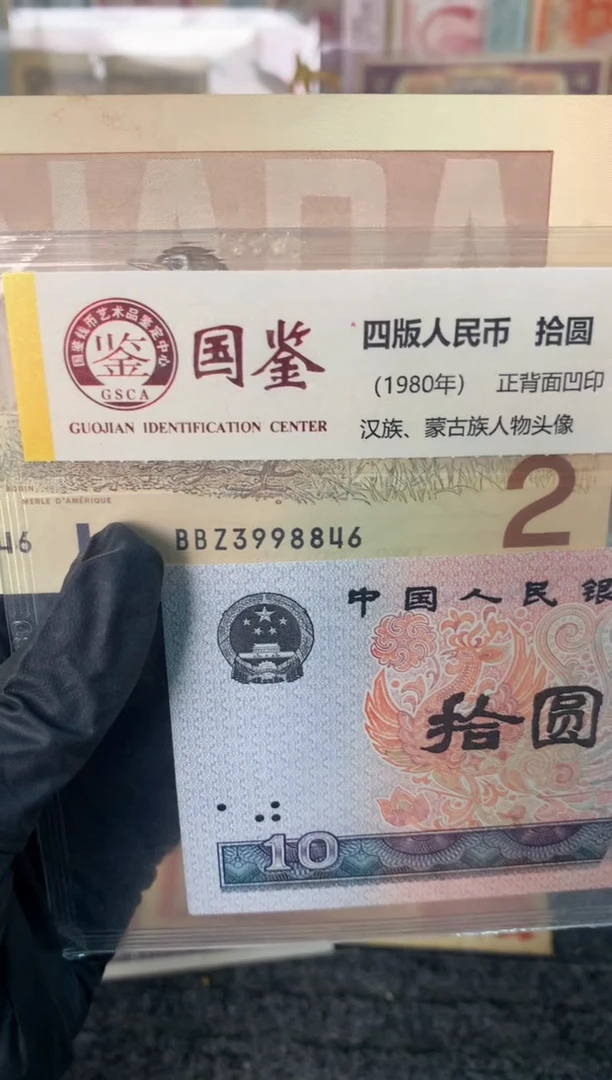 国鉴钱币艺术品鉴定中心
鉴
GSCA
国鉴
GUOJIAN IDENTIFICATION CENTER
四版人民币 拾圆
(1980年) 正背面凹印
汉族、蒙古族人物头像
MERLE D'AMÉRIQUE
46
BBZ3998846
2
中国人民银
拾圆
10